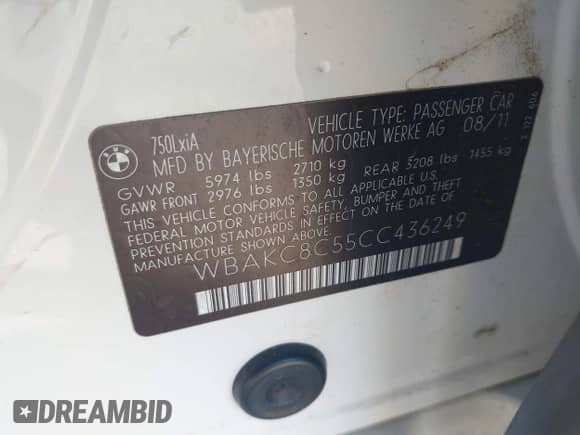 BMW
750LxiA
VEHICLE TYPE: PASSENGER CAR
MFD BY BAYERISCHE MOTOREN WERKE AG 08/11
GVWR 5974 lbs 2710 kg
GAWR FRONT 2976 lbs 1350 kg REAR 3208 lbs 1455 kg
THIS VEHICLE CONFORMS TO ALL APPLICABLE U.S.
FEDERAL MOTOR VEHICLE SAFETY, BUMPER AND THEFT
PREVENTION STANDARDS IN EFFECT ON THE DATE OF
MANUFACTURE SHOWN ABOVE.
WBAKC8C55CC436249
DREAMBID